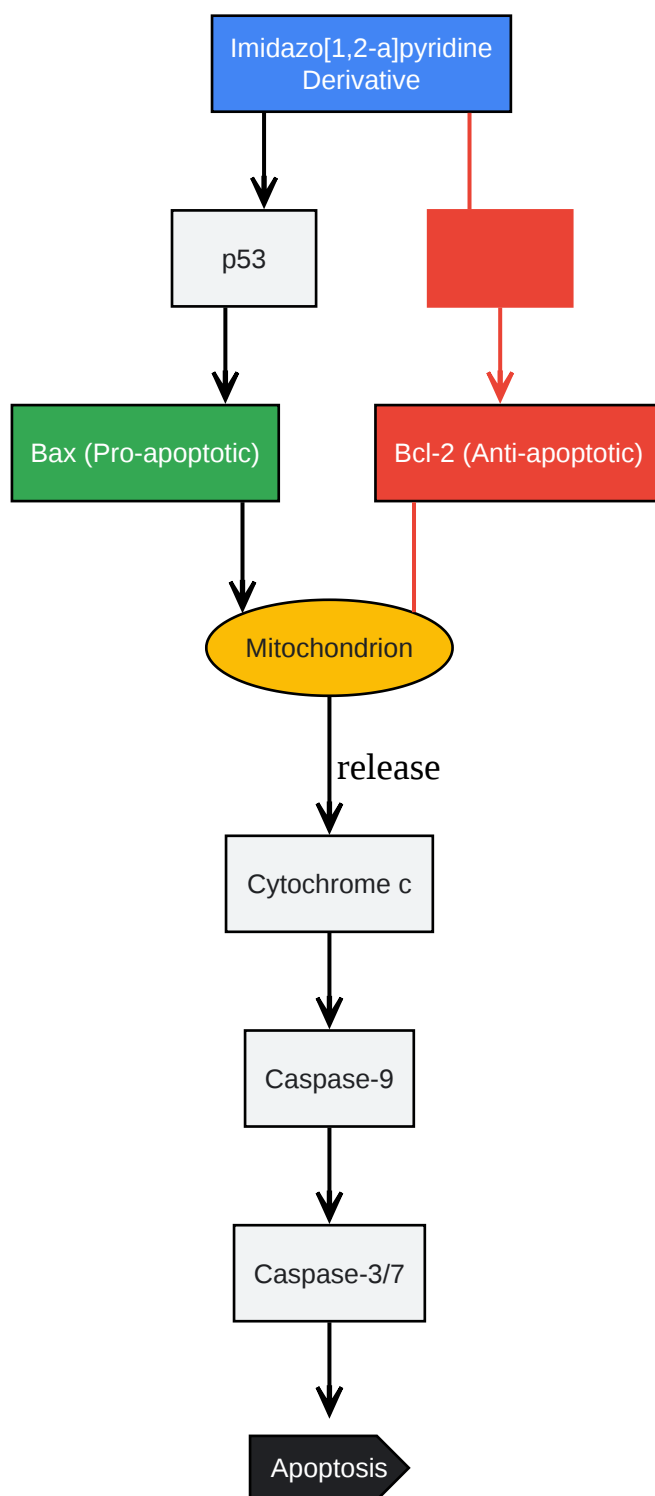 Imidazo[1,2-a]pyridine
Derivative
p53
Bax (Pro-apoptotic)
Bcl-2 (Anti-apoptotic)
Mitochondrion
release
Cytochrome c
Caspase-9
Caspase-3/7
Apoptosis